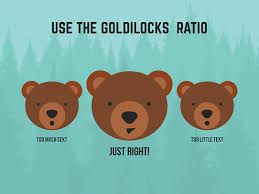 USE THE GOLDILOCKS RATIO
TOO MUCH TEXT
JUST RIGHT!
TOO LITTLE TEXT